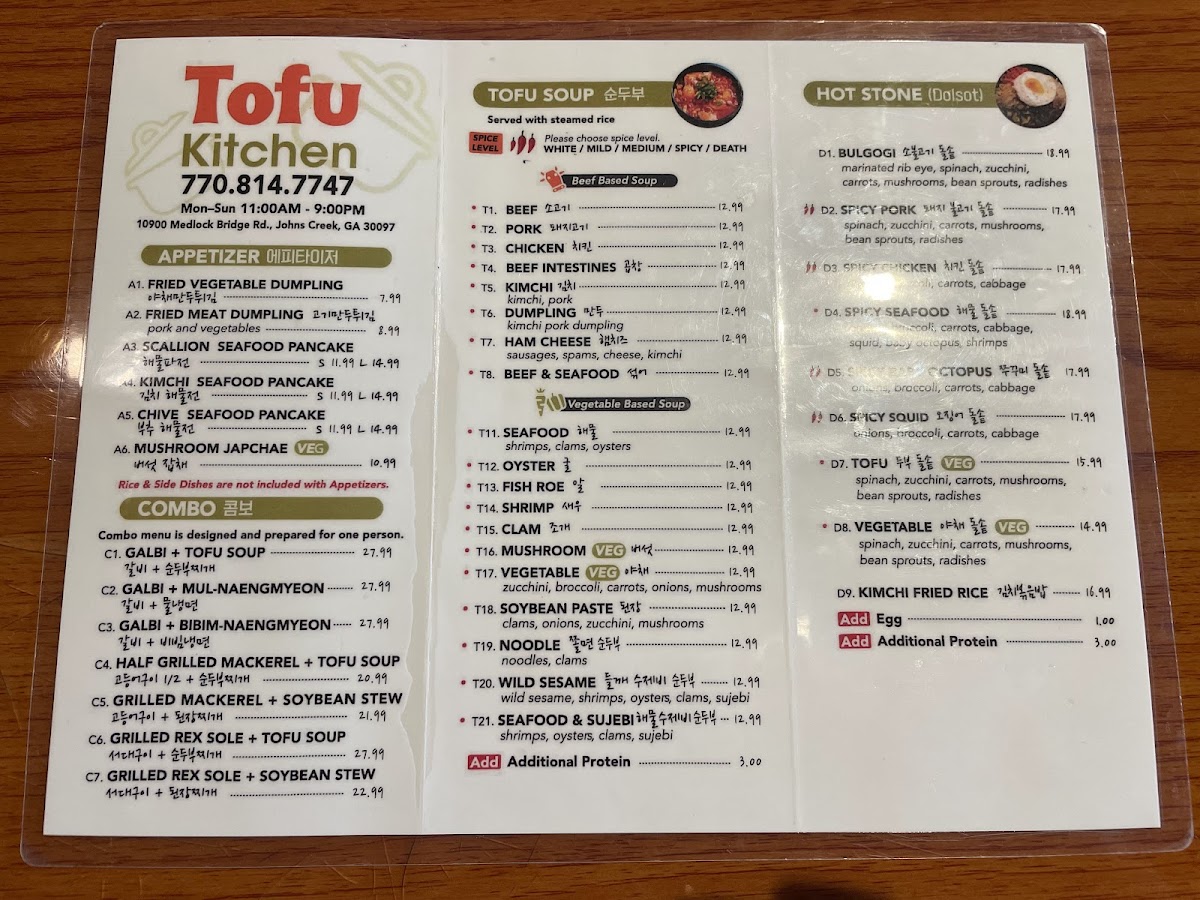 Tofu
Kitchen
770.814.7747
Mon–Sun 11:00AM - 9:00PM
10900 Medlock Bridge Rd., Johns Creek, GA 30097
APPETIZER 에피타이저
A1. FRIED VEGETABLE DUMPLING
야채만두튀김 7.99
A2. FRIED MEAT DUMPLING 고기만두튀김
pork and vegetables 8.99
A3. SCALLION SEAFOOD PANCAKE
해물파전 S 11.99 L 14.99
A4. KIMCHI SEAFOOD PANCAKE
김치 해물전 S 11.99 L 14.99
A5. CHIVE SEAFOOD PANCAKE
부추 해물전 S 11.99 L 14.99
A6. MUSHROOM JAPCHAE VEG
버섯 잡채 10.99
Rice & Side Dishes are not included with Appetizers.
COMBO 콤보
Combo menu is designed and prepared for one person.
C1. GALBI + TOFU SOUP 27.99
갈비 + 순두부찌개
C2. GALBI + MUL-NAENGMYEON 27.99
갈비 + 물냉면
C3. GALBI + BIBIM-NAENGMYEON 27.99
갈비 + 비빔냉면
C4. HALF GRILLED MACKEREL + TOFU SOUP
고등어구이 1/2 + 순두부찌개 20.99
C5. GRILLED MACKEREL + SOYBEAN STEW
고등어구이 + 된장찌개 21.99
C6. GRILLED REX SOLE + TOFU SOUP
서대구이 + 순두부찌개 27.99
C7. GRILLED REX SOLE + SOYBEAN STEW
서대구이 + 된장찌개 22.99
TOFU SOUP 순두부
Served with steamed rice
SPICE LEVEL
Please choose spice level.
WHITE / MILD / MEDIUM / SPICY / DEATH
Beef Based Soup
T1. BEEF 소고기 12.99
T2. PORK 돼지고기 12.99
T3. CHICKEN 치킨 12.99
T4. BEEF INTESTINES 곱창 12.99
T5. KIMCHI 김치 12.99
kimchi, pork
T6. DUMPLING 만두 12.99
kimchi pork dumpling
T7. HAM CHEESE 햄치즈 12.99
sausages, spams, cheese, kimchi
T8. BEEF & SEAFOOD 섞어 12.99
Vegetable Based Soup
T11. SEAFOOD 해물 12.99
shrimps, clams, oysters
T12. OYSTER 굴 12.99
T13. FISH ROE 알 12.99
T14. SHRIMP 새우 12.99
T15. CLAM 조개 12.99
T16. MUSHROOM VEG 버섯 12.99
T17. VEGETABLE VEG 야채 12.99
zucchini, broccoli, carrots, onions, mushrooms
T18. SOYBEAN PASTE 된장 12.99
clams, onions, zucchini, mushrooms
T19. NOODLE 쫄면 순두부 12.99
noodles, clams
T20. WILD SESAME 들깨 수제비 순두부 12.99
wild sesame, shrimps, oysters, clams, sujebi
T21. SEAFOOD & SUJEBI 해물수제비순두부 12.99
shrimps, oysters, clams, sujebi
Add Additional Protein 3.00
HOT STONE (Dolsot)
D1. BULGOGI 소불고기 돌솥 18.99
marinated rib eye, spinach, zucchini,
carrots, mushrooms, bean sprouts, radishes
D2. SPICY PORK 돼지 불고기 돌솥 17.99
spinach, zucchini, carrots, mushrooms,
bean sprouts, radishes
D3. SPICY CHICKEN 치킨 돌솥 17.99
carrots, cabbage
D4. SPICY SEAFOOD 해물 돌솥 18.99
carrots, cabbage,
squid, baby octopus, shrimps
D5. SPICY OCTOPUS 쭈꾸미 돌솥 17.99
onions, broccoli, carrots, cabbage
D6. SPICY SQUID 오징어 돌솥 17.99
onions, broccoli, carrots, cabbage
D7. TOFU 두부 돌솥 VEG 15.99
spinach, zucchini, carrots, mushrooms,
bean sprouts, radishes
D8. VEGETABLE 야채 돌솥 VEG 14.99
spinach, zucchini, carrots, mushrooms,
bean sprouts, radishes
D9. KIMCHI FRIED RICE 김치볶음밥 16.99
Add Egg 1.00
Add Additional Protein 3.00